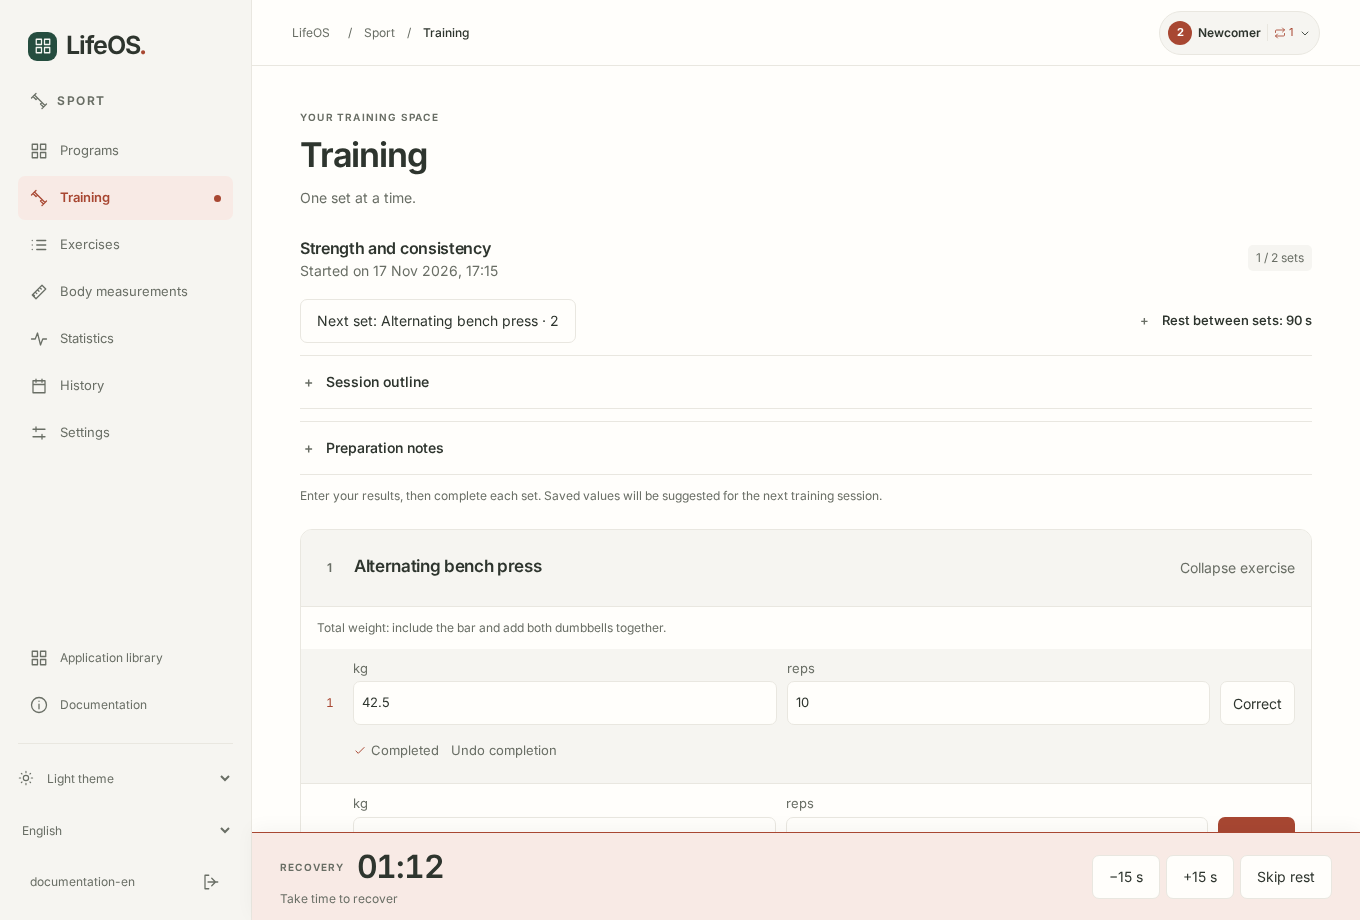 LifeOS.
SPORT
Programs
Training
Exercises
Body measurements
Statistics
History
Settings
Application library
Documentation
Light theme
English
documentation-en
LifeOS / Sport / Training
2 Newcomer 1
YOUR TRAINING SPACE
Training
One set at a time.
Strength and consistency
Started on 17 Nov 2026, 17:15
1 / 2 sets
Next set: Alternating bench press · 2
+ Rest between sets: 90 s
+ Session outline
+ Preparation notes
Enter your results, then complete each set. Saved values will be suggested for the next training session.
1 Alternating bench press
Collapse exercise
Total weight: include the bar and add both dumbbells together.
kg reps
1 42.5 10 Correct
Completed Undo completion
kg reps
RECOVERY 01:12
Take time to recover
−15 s +15 s Skip rest